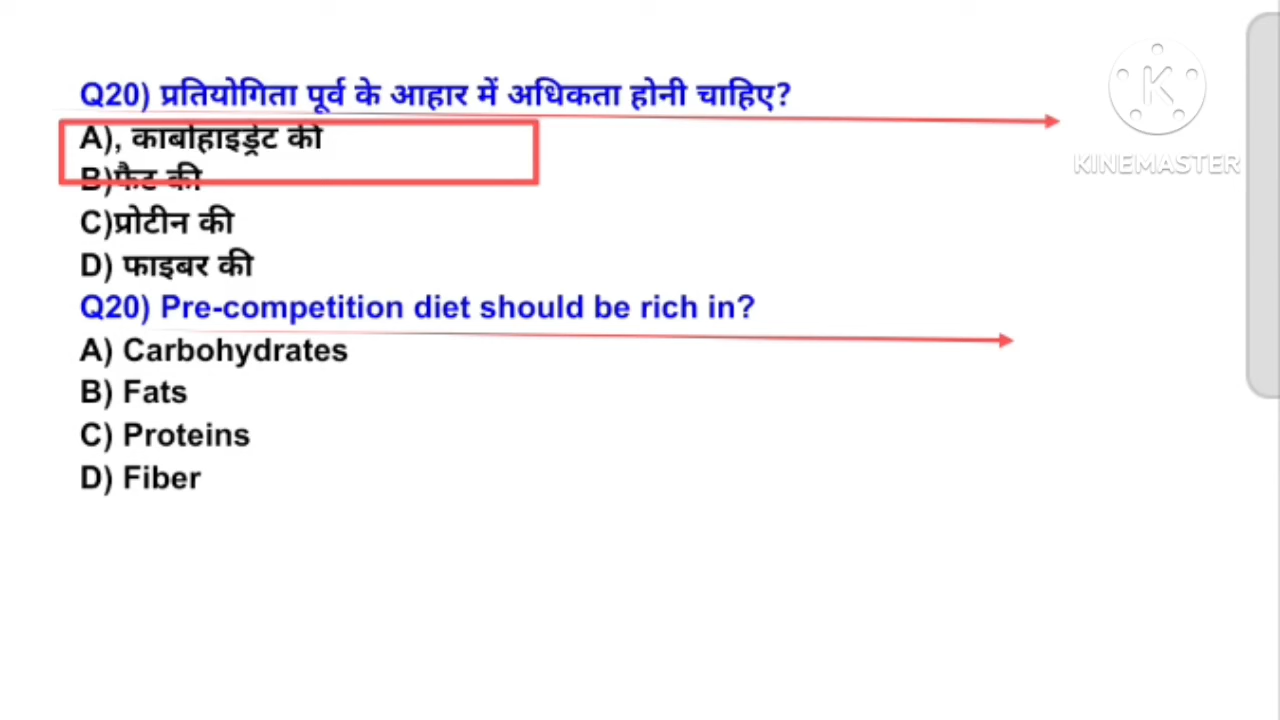 Q20) प्रतियोगिता पूर्व के आहार में अधिकता होनी चाहिए?
A), कार्बोहाइड्रेट की
B)फैट की
C)प्रोटीन की
D) फाइबर की
Q20) Pre-competition diet should be rich in?
A) Carbohydrates
B) Fats
C) Proteins
D) Fiber
K
KINEMASTER